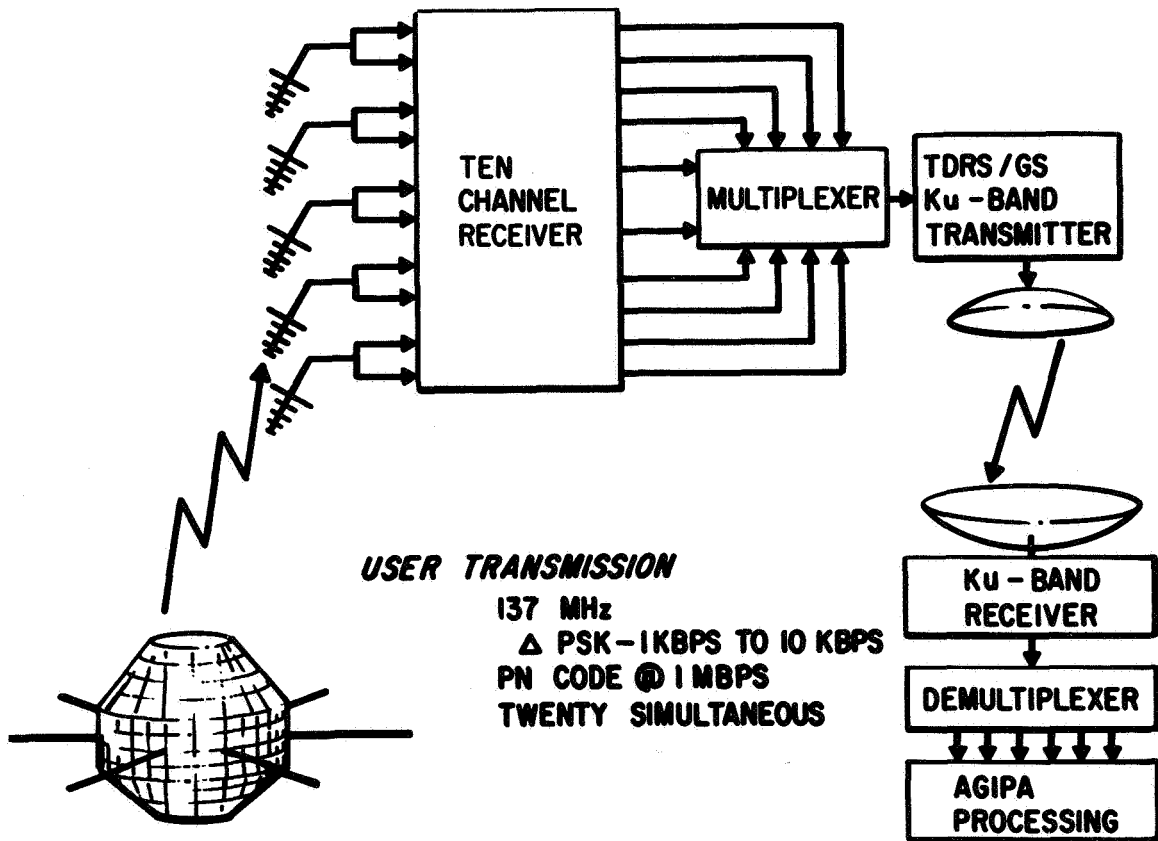 TEN
CHANNEL
RECEIVER
MULTIPLEXER
TDRS/GS
Ku-BAND
TRANSMITTER
USER TRANSMISSION
137 MHz
Δ PSK-1KBPS TO 10 KBPS
PN CODE @ 1 MBPS
TWENTY SIMULTANEOUS
Ku-BAND
RECEIVER
DEMULTIPLEXER
AGIPA
PROCESSING